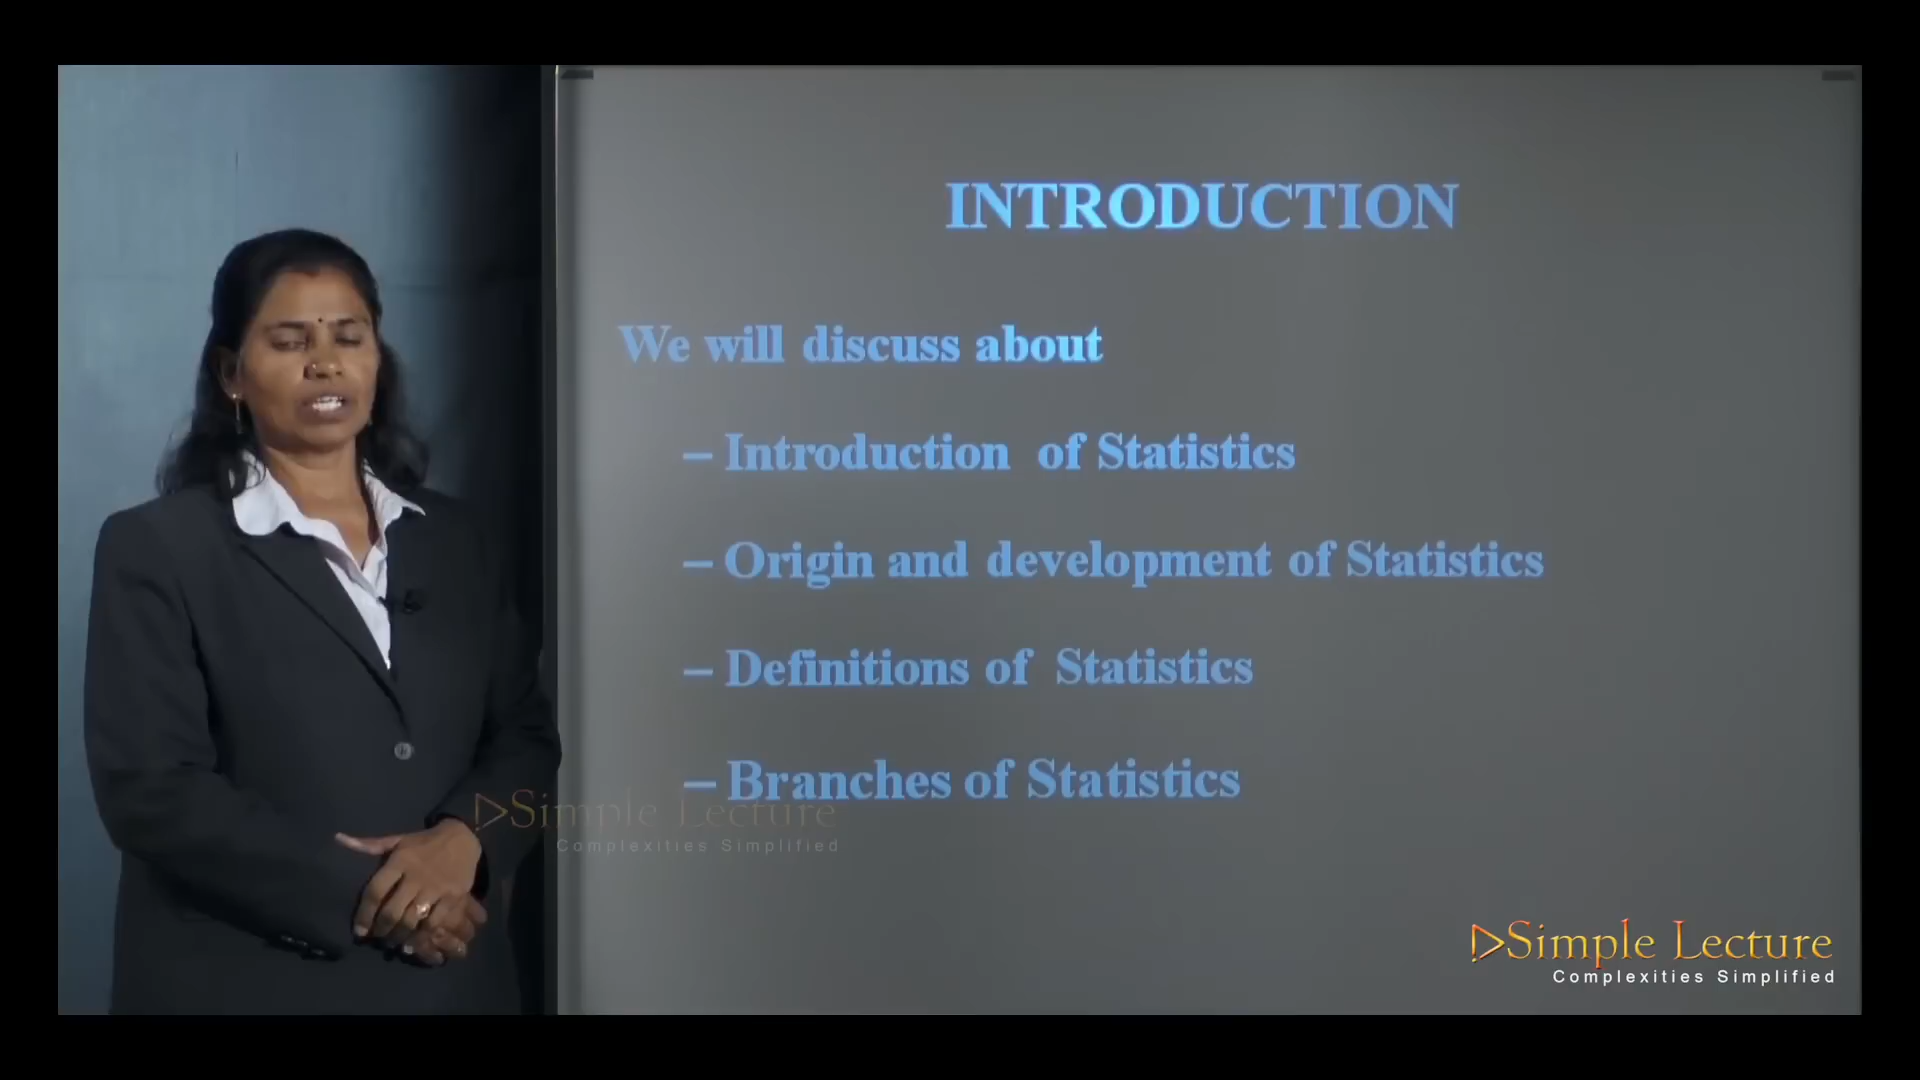 INTRODUCTION
We will discuss about
– Introduction of Statistics
– Origin and development of Statistics
– Definitions of Statistics
– Branches of Statistics
Simple Lecture
Complexities Simplified
Simple Lecture
Complexities Simplified